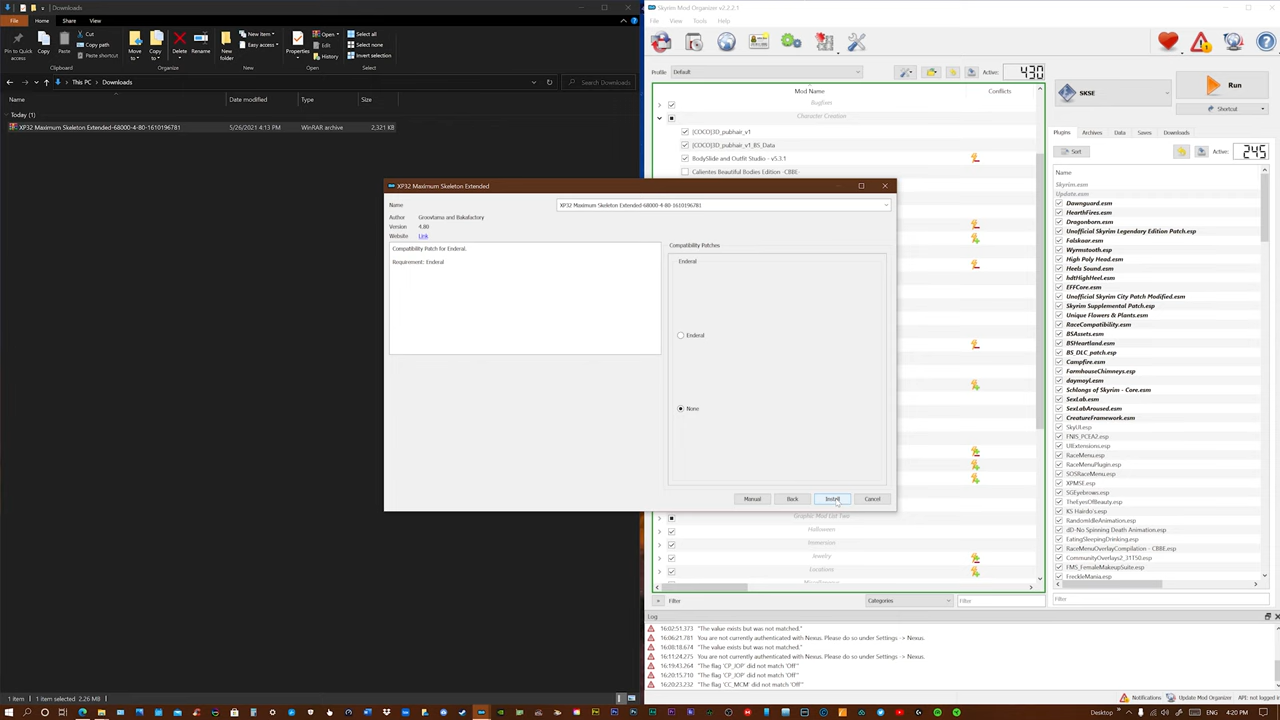 Downloads
File
Home
Share
View
Pin to Quick access
Copy
Paste
Cut
Copy path
Paste shortcut
Clipboard
Move to
Copy to
Delete
Rename
Organize
New folder
New item
Easy access
New
Properties
Open
Edit
History
Open
Select all
Select none
Invert selection
Select
This PC > Downloads
Search Downloads
Name
Date modified
Type
Size
Today (1)
XP32 Maximum Skeleton Extended-68000-4-80-1610196781
4:13 PM
WinRAR archive
2,321 KB
1 item
1 item selected 2.26 MB
Skyrim Mod Organizer v2.2.2.1
File View Tools Help
Profile
Default
Active:
430
Mod Name
Conflicts
Bugfixes
Character Creation
[COCO]3D_pubhair_v1
[COCO]3D_pubhair_v1_BS_Data
BodySlide and Outfit Studio - v5.3.1
Calientes Beautiful Bodies Edition -CBBE-
XP32 Maximum Skeleton Extended
Name
XP32 Maximum Skeleton Extended-68000-4-80-1610196781
Author
Groovtama and Bakafactory
Version
4.80
Website
Link
Compatibility Patch for Enderal.
Requirement: Enderal
Compatibility Patches
Enderal
Enderal
None
Manual
Back
Install
Cancel
Graphic Mod List Two
Halloween
Immersion
Jewelry
Locations
Miscellaneous
Filter
Categories
Filter
SKSE
Run
Shortcut
Plugins
Archives
Data
Saves
Downloads
Sort
Active:
245
Name
Skyrim.esm
Update.esm
Dawnguard.esm
HearthFires.esm
Dragonborn.esm
Unofficial Skyrim Legendary Edition Patch.esp
Falskaar.esm
Wyrmstooth.esp
High Poly Head.esm
Heels Sound.esm
hdtHighHeel.esm
EFFCore.esm
Unofficial Skyrim City Patch Modified.esm
Skyrim Supplemental Patch.esp
Unique Flowers & Plants.esm
RaceCompatibility.esm
BSAssets.esm
BSHeartland.esm
BS_DLC_patch.esp
Campfire.esm
FarmhouseChimneys.esp
daymoyl.esm
Schlongs of Skyrim - Core.esm
SexLab.esm
SexLabAroused.esm
CreatureFramework.esm
SkyUI.esp
FNIS_PCEA2.esp
UIExtensions.esp
RaceMenu.esp
RaceMenuPlugin.esp
SOSRaceMenu.esp
XPMSE.esp
SGEyebrows.esp
TheEyesOfBeauty.esp
KS Hairdo's.esp
RandomIdleAnimation.esp
dD-No Spinning Death Animation.esp
EatingSleepingDrinking.esp
RaceMenuOverlayCompilation - CBBE.esp
CommunityOverlays2_31T50.esp
FMS_FemaleMakeupSuite.esp
FreckleMania.esp
Filter
Log
16:02:51.373 "The value exists but was not matched."
16:06:21.781 You are not currently authenticated with Nexus. Please do so under Settings -> Nexus.
16:08:18.674 "The value exists but was not matched."
16:11:24.275 You are not currently authenticated with Nexus. Please do so under Settings -> Nexus.
16:19:43.264 "The flag 'CP_JOP' did not match 'Off'"
16:20:15.710 "The flag 'CP_JOP' did not match 'Off'"
16:20:23.232 "The flag 'CC_MCM' did not match 'Off'"
Notifications
Update Mod Organizer
API: not logged in
Desktop
ENG
4:20 PM